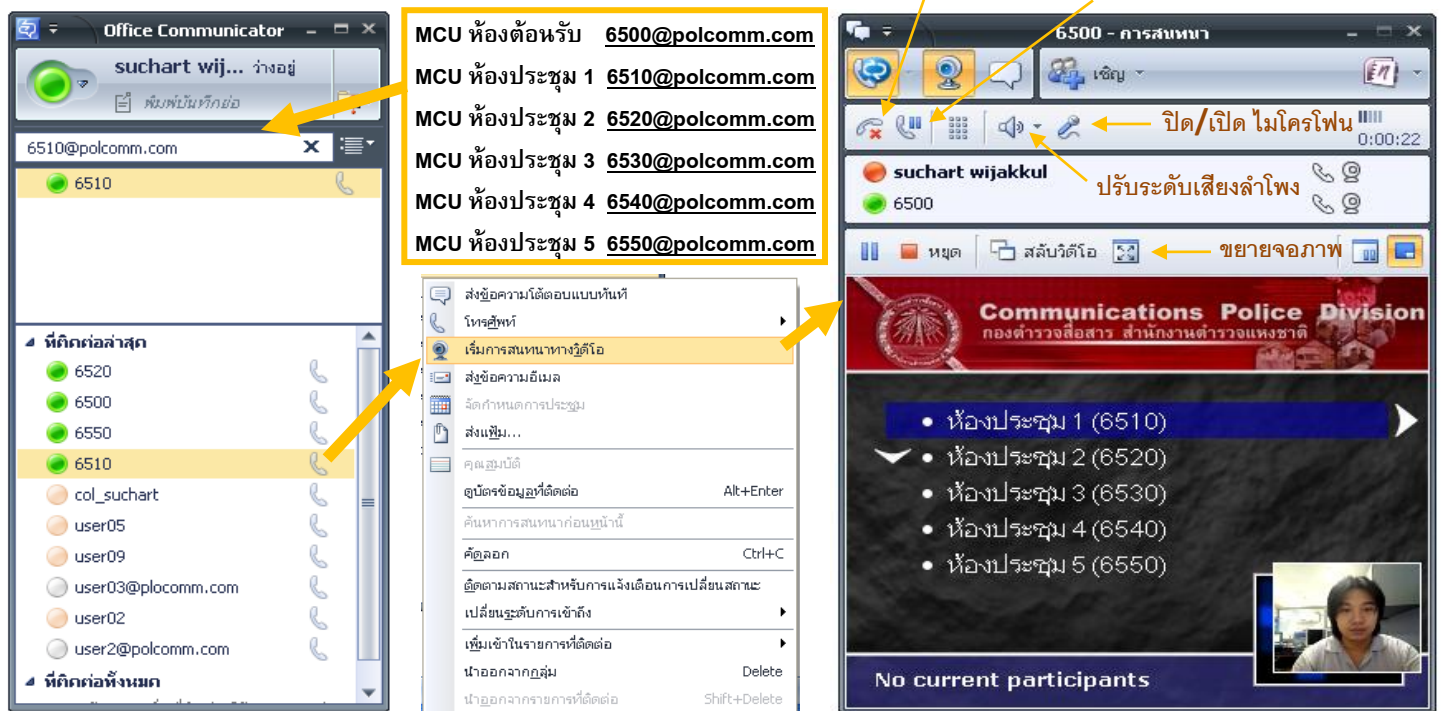 Office Communicator
suchart wij... ว่างอยู่
พิมพ์บันทึกย่อ
6510@polcomm.com
6510
ที่ติดต่อล่าสุด
6520
6500
6550
6510
col_suchart
user05
user09
user03@plocomm.com
user02
user2@polcomm.com
ที่ติดต่อทั้งหมด
MCU ห้องต้อนรับ 6500@polcomm.com
MCU ห้องประชุม 1 6510@polcomm.com
MCU ห้องประชุม 2 6520@polcomm.com
MCU ห้องประชุม 3 6530@polcomm.com
MCU ห้องประชุม 4 6540@polcomm.com
MCU ห้องประชุม 5 6550@polcomm.com
ส่งข้อความโต้ตอบแบบทันที
โทรศัพท์
เริ่มการสนทนาทางวิดีโอ
ส่งข้อความอีเมล
จัดกำหนดการประชุม
ส่งแฟ้ม...
คุณสมบัติ
ดูบัตรข้อมูลที่ติดต่อ Alt+Enter
ค้นหาการสนทนาก่อนหน้านี้
คัดลอก Ctrl+C
ติดตามสถานะสำหรับการแจ้งเตือนการเปลี่ยนสถานะ
เปลี่ยนระดับการเข้าถึง
เพิ่มเข้าในรายการที่ติดต่อ
นำออกจากกลุ่ม Delete
นำออกจากรายการที่ติดต่อ Shift+Delete
6500 - การสนทนา
เชิญ
ปิด/เปิด ไมโครโฟน
0:00:22
suchart wijakkul
ปรับระดับเสียงลำโพง
6500
หยุด สลับวิดีโอ ขยายจอภาพ
Communications Police Division
กองตำรวจสื่อสาร สำนักงานตำรวจแห่งชาติ
• ห้องประชุม 1 (6510)
• ห้องประชุม 2 (6520)
• ห้องประชุม 3 (6530)
• ห้องประชุม 4 (6540)
• ห้องประชุม 5 (6550)
No current participants